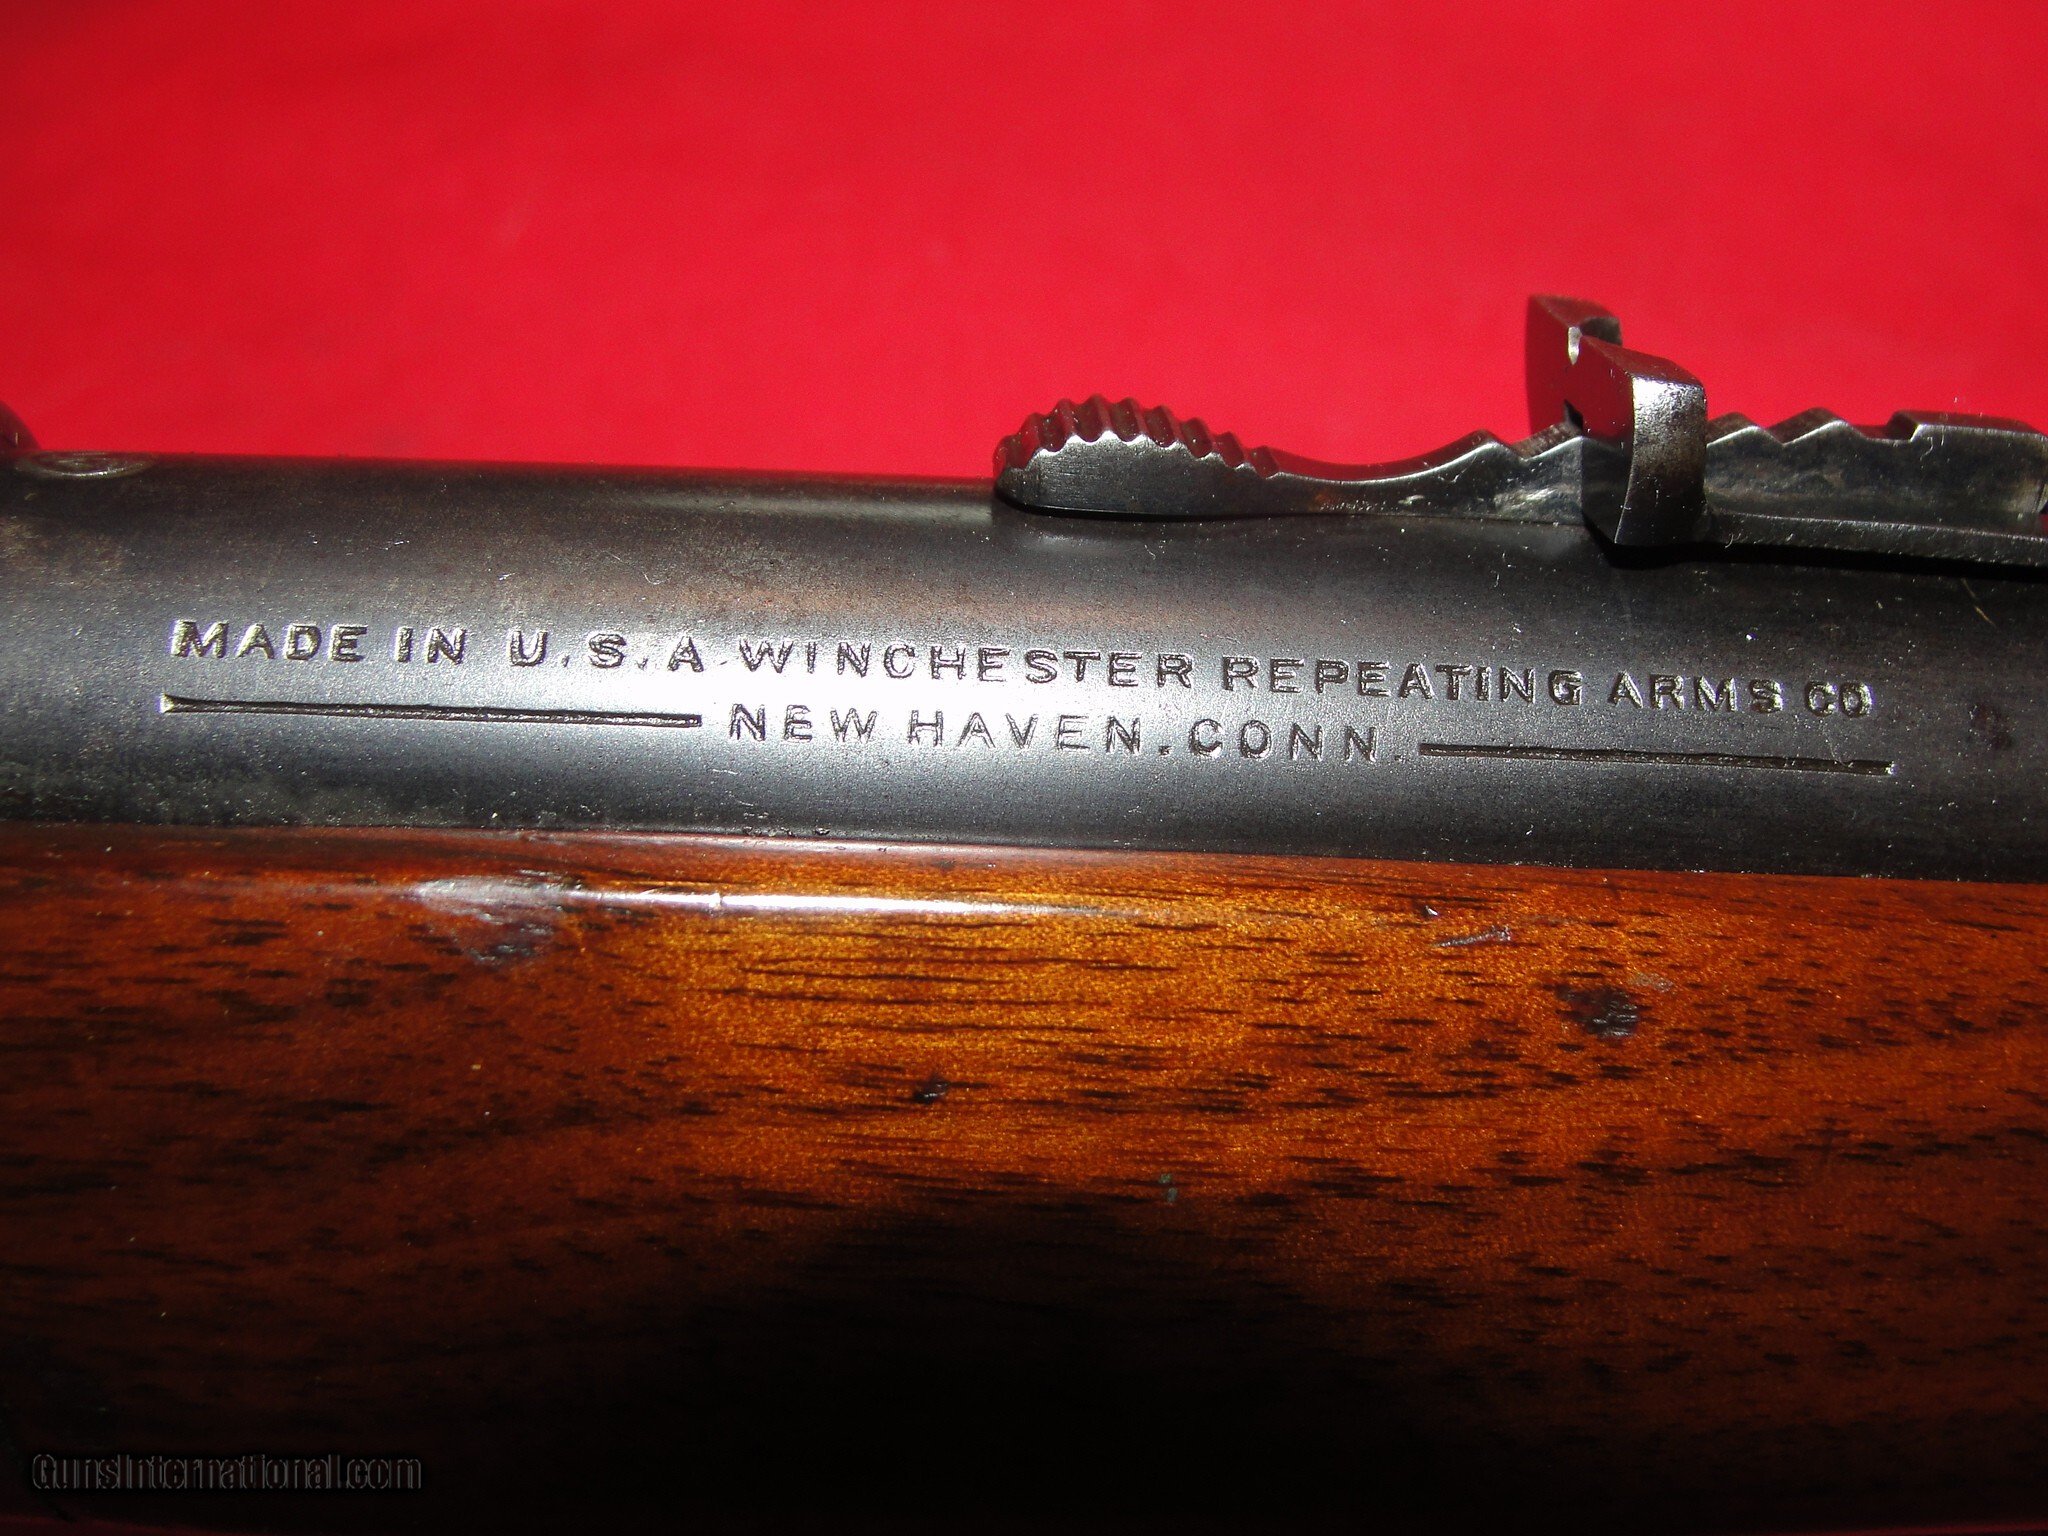 MADE IN U.S.A. WINCHESTER REPEATING ARMS CO
NEW HAVEN. CONN.
GunsInternational.com